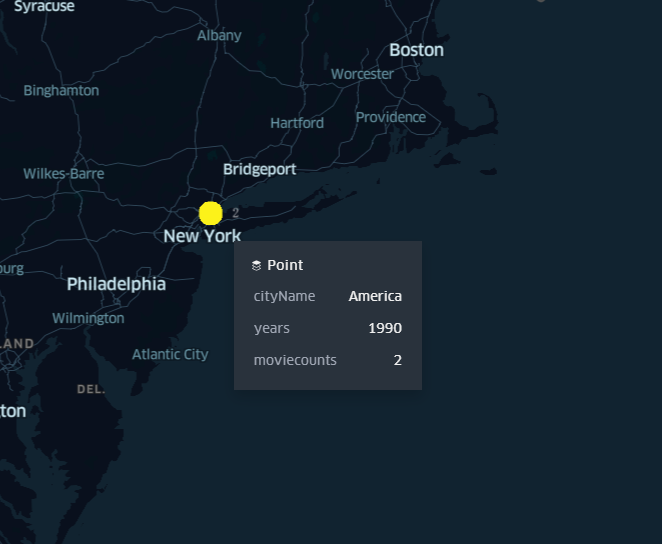 Syracuse
Albany
Boston
Worcester
Binghamton
Hartford
Providence
Bridgeport
Wilkes-Barre
2
New York
Point
cityName America
years 1990
moviecounts 2
burg
Philadelphia
Wilmington
LAND
Atlantic City
DEL.
ton